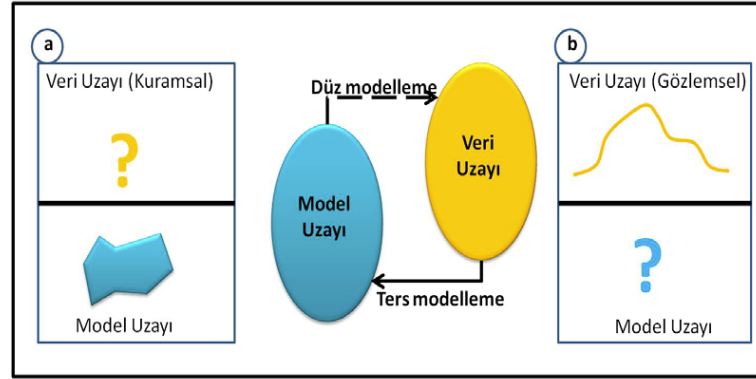 a
Veri Uzayı (Kuramsal)
?
Model Uzayı
Düz modelleme
Model
Uzayı
Veri
Uzayı
Ters modelleme
b
Veri Uzayı (Gözlemsel)
?
Model Uzayı